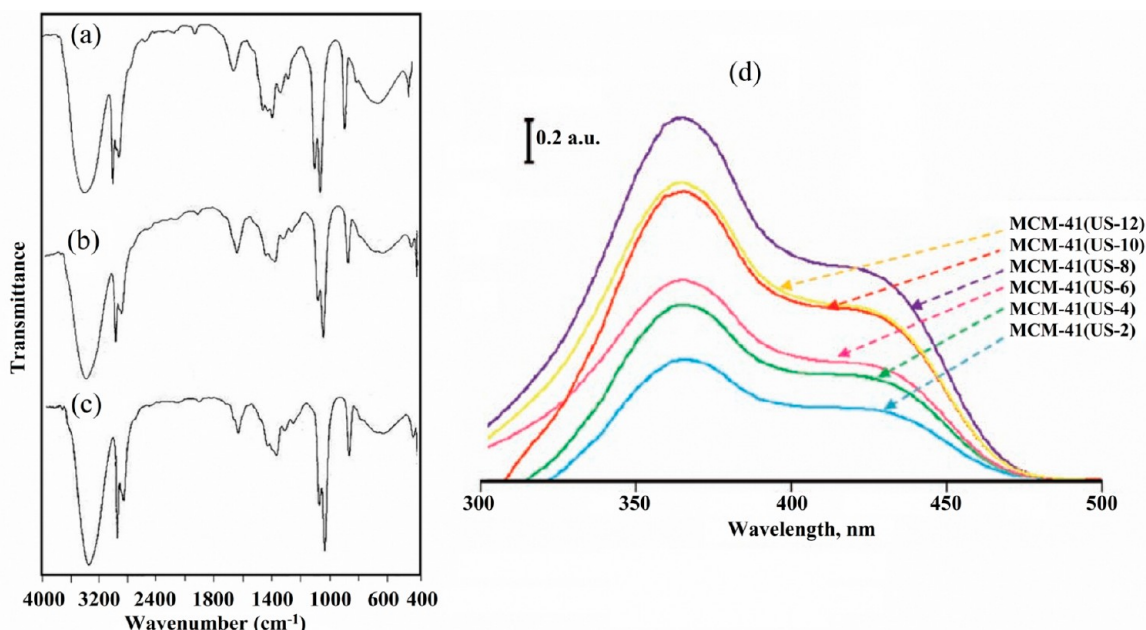 (a)
(b)
(c)
Transmittance
4000 3200 2400 1800 1400 1000 600 400
Wavenumber (cm⁻¹)
(d)
0.2 a.u.
MCM-41(US-12)
MCM-41(US-10)
MCM-41(US-8)
MCM-41(US-6)
MCM-41(US-4)
MCM-41(US-2)
300 350 400 450 500
Wavelength, nm